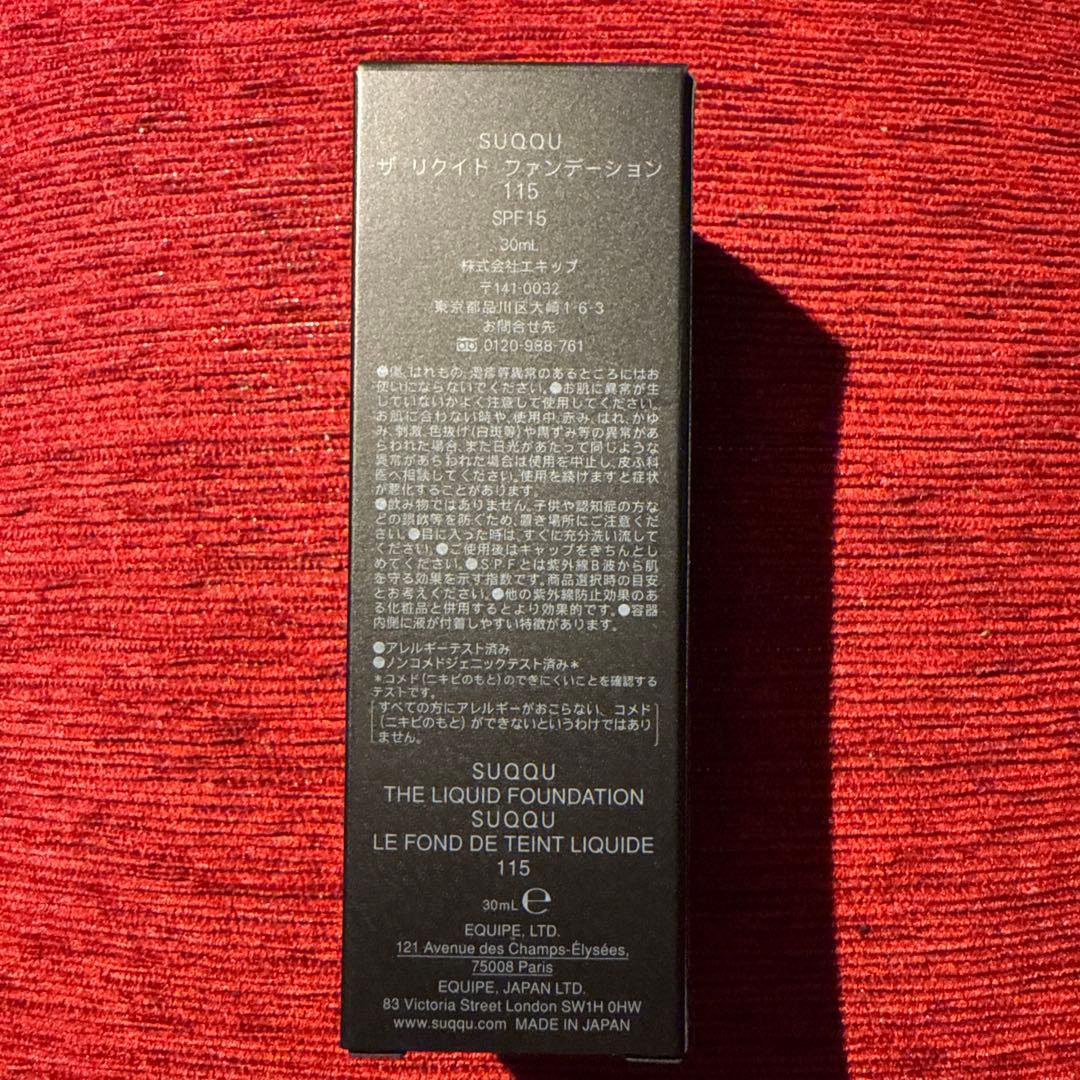 SUQQU
ザ リクイド ファンデーション
115
SPF15
30mL
株式会社エキップ
〒141-0032
東京都品川区大崎1-6-3
お問合せ先
0120-988-761
●傷、はれもの、湿疹等異常のあるところにはお
使いにならないでください。●お肌に異常が生
じていないかよく注意して使用してください。
お肌に合わない時や、使用中、赤み、はれ、かゆ
み、刺激、色抜け(白斑等)や黒ずみ等の異常があ
らわれた場合、また日光があたって同じような
異常があらわれた場合は使用を中止し、皮ふ科
医へ相談してください。使用を続けますと症状
が悪化することがあります。
●飲み物ではありません。子供や認知症の方な
どの誤飲等を防ぐため、置き場所にご注意くだ
さい。●目に入った時は、すぐに充分洗い流して
ください。●ご使用後はキャップをきちんとし
めてください。●SPFとは紫外線B波から肌
を守る効果を示す指数です。商品選択時の目安
とお考えください。●他の紫外線防止効果のあ
る化粧品と併用するとより効果的です。●容器
内側に液が付着しやすい特徴があります。
●アレルギーテスト済み
●ノンコメドジェニックテスト済み*
*コメド(ニキビのもと)のできにくいことを確認する
テストです。
[すべての方にアレルギーがおこらない、コメド
(ニキビのもと)ができないというわけではあり
ません。]
SUQQU
THE LIQUID FOUNDATION
SUQQU
LE FOND DE TEINT LIQUIDE
115
30mL ℮
EQUIPE, LTD.
121 Avenue des Champs-Élysées,
75008 Paris
EQUIPE, JAPAN LTD.
83 Victoria Street London SW1H 0HW
www.suqqu.com MADE IN JAPAN